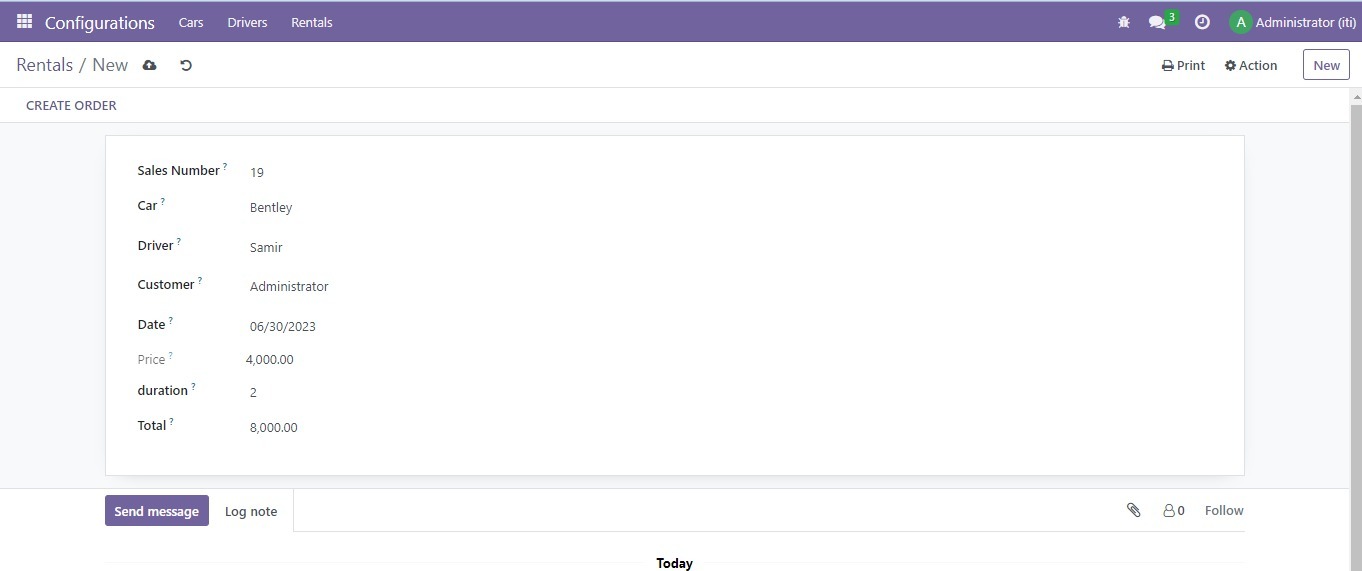 Configurations Cars Drivers Rentals 3 A Administrator (iti)
Rentals / New Print Action New
CREATE ORDER
Sales Number ? 19
Car ? Bentley
Driver ? Samir
Customer ? Administrator
Date ? 06/30/2023
Price ? 4,000.00
duration ? 2
Total ? 8,000.00
Send message Log note 0 Follow
Today